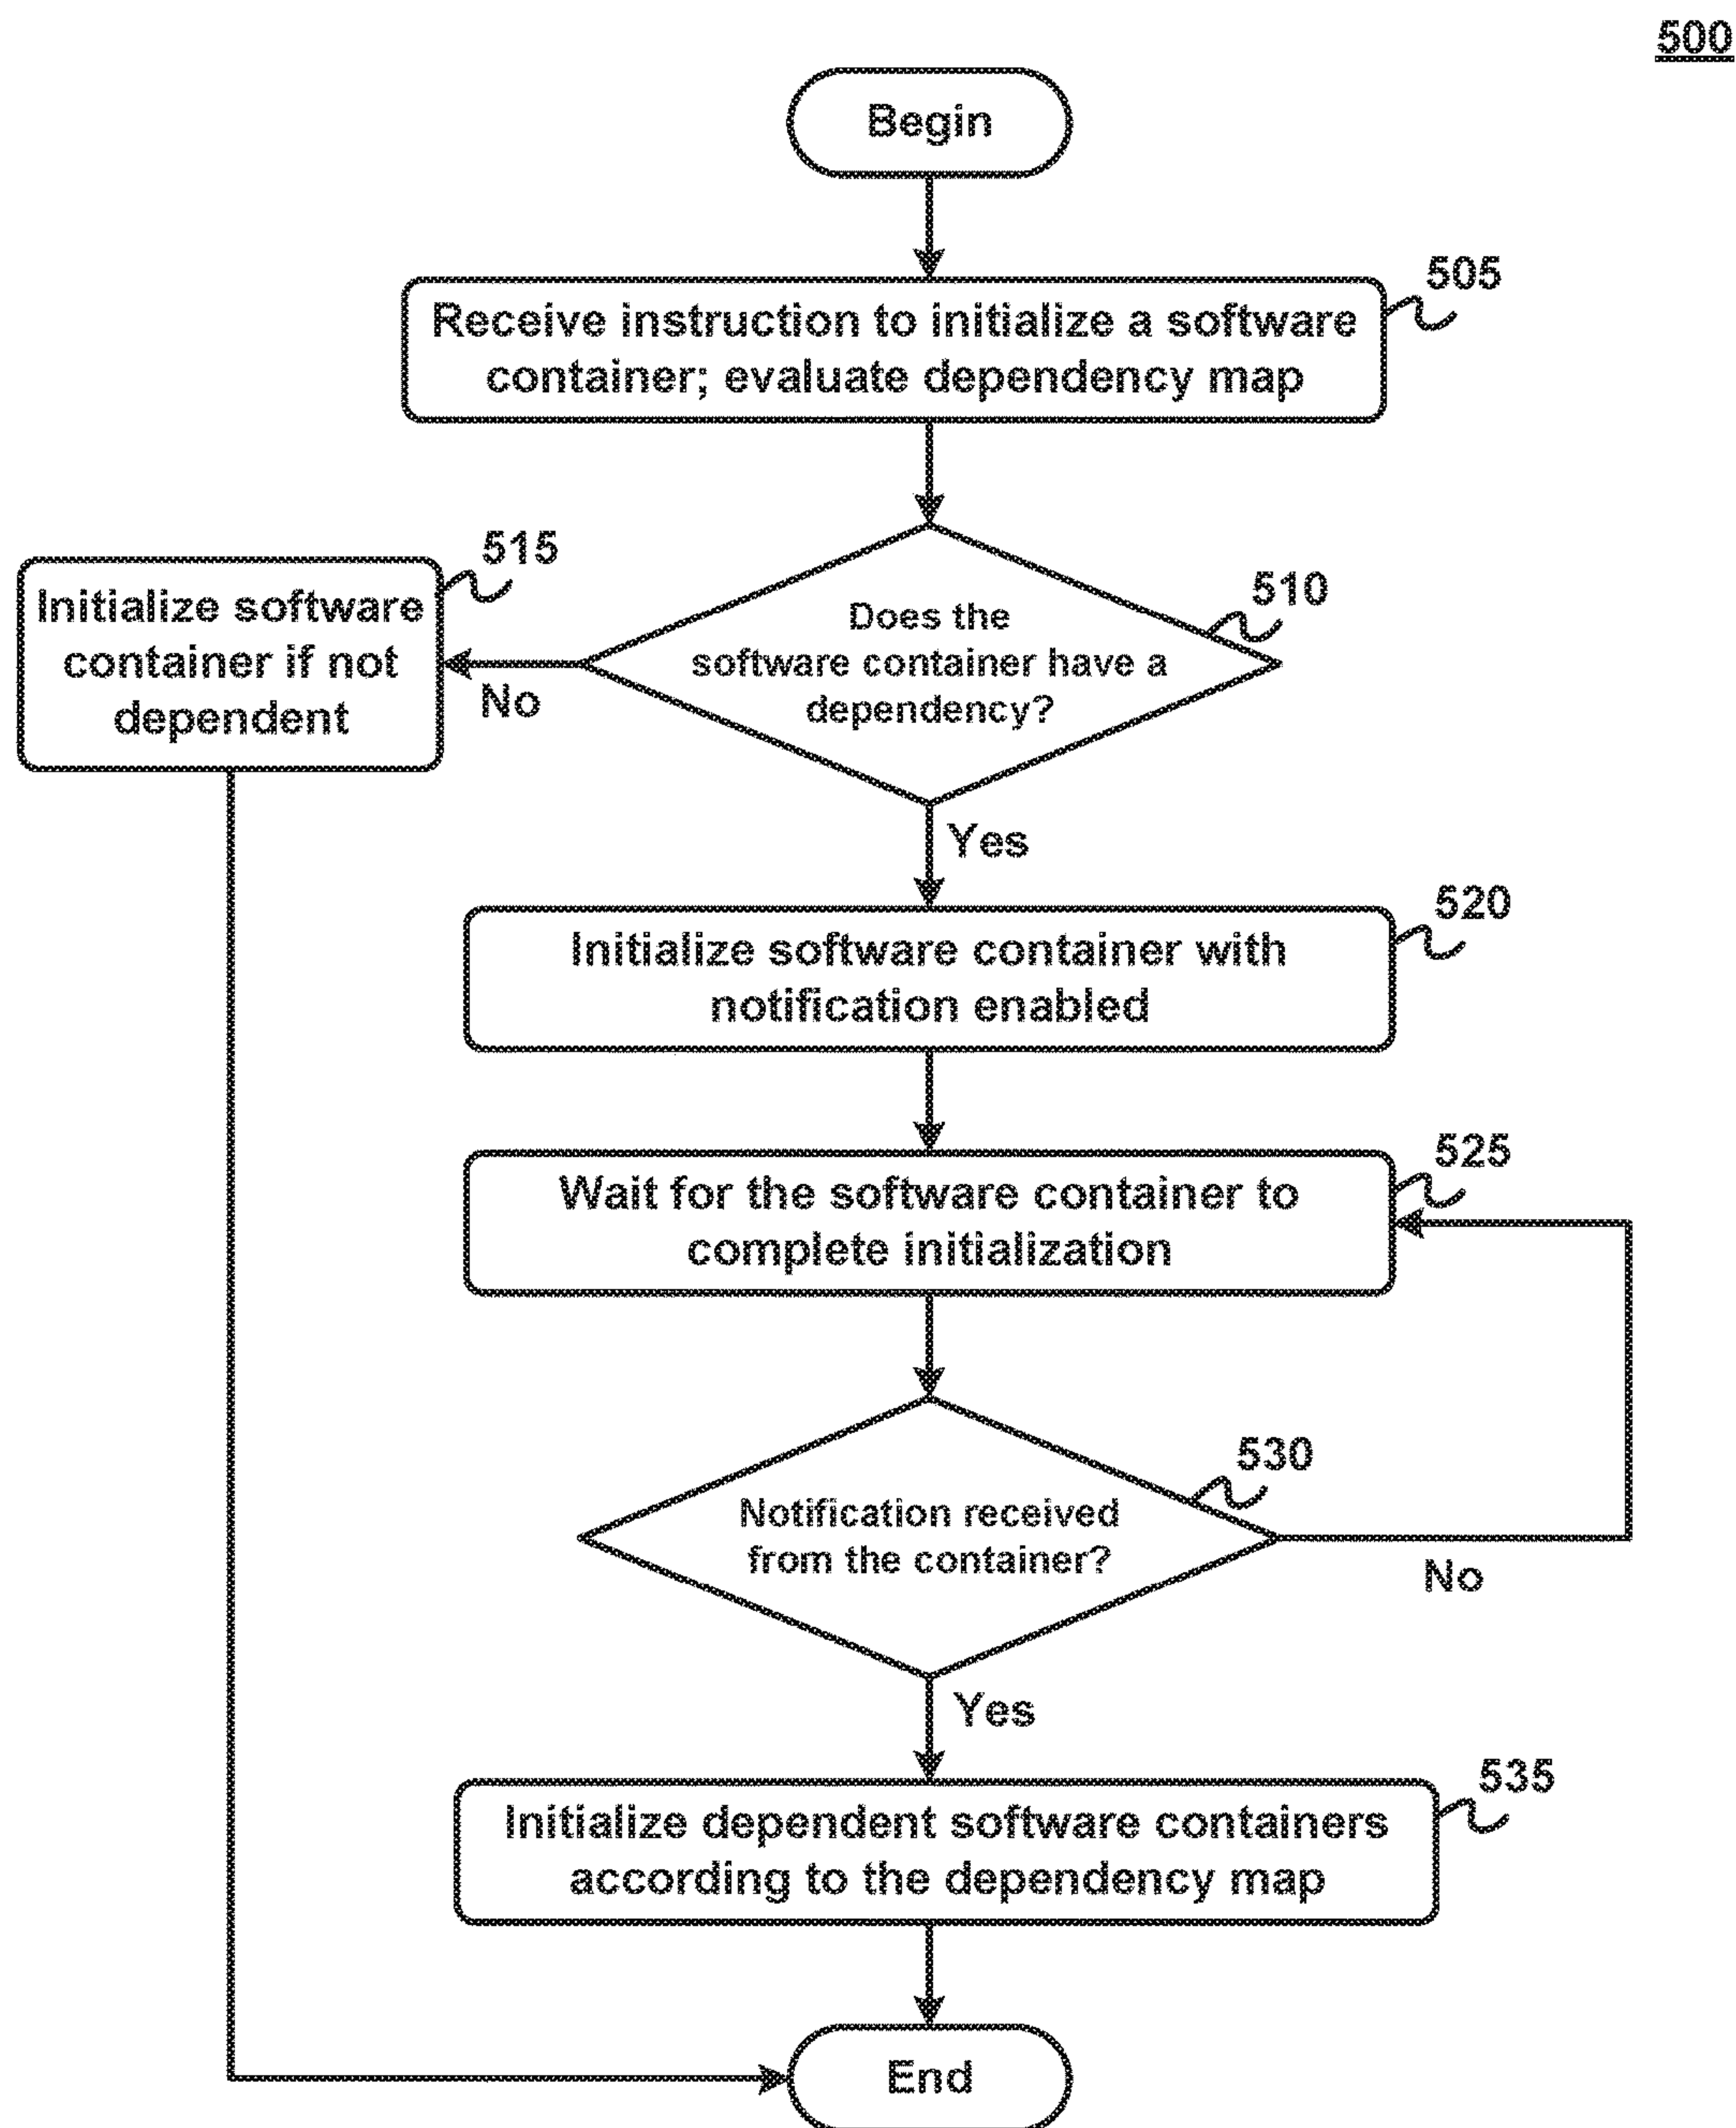 500
Begin
505
Receive instruction to initialize a software
container; evaluate dependency map
510
Does the
software container have a
dependency?
515
Initialize software
container if not
dependent
No
Yes
520
Initialize software container with
notification enabled
525
Wait for the software container to
complete initialization
530
Notification received
from the container?
No
Yes
535
Initialize dependent software containers
according to the dependency map
End